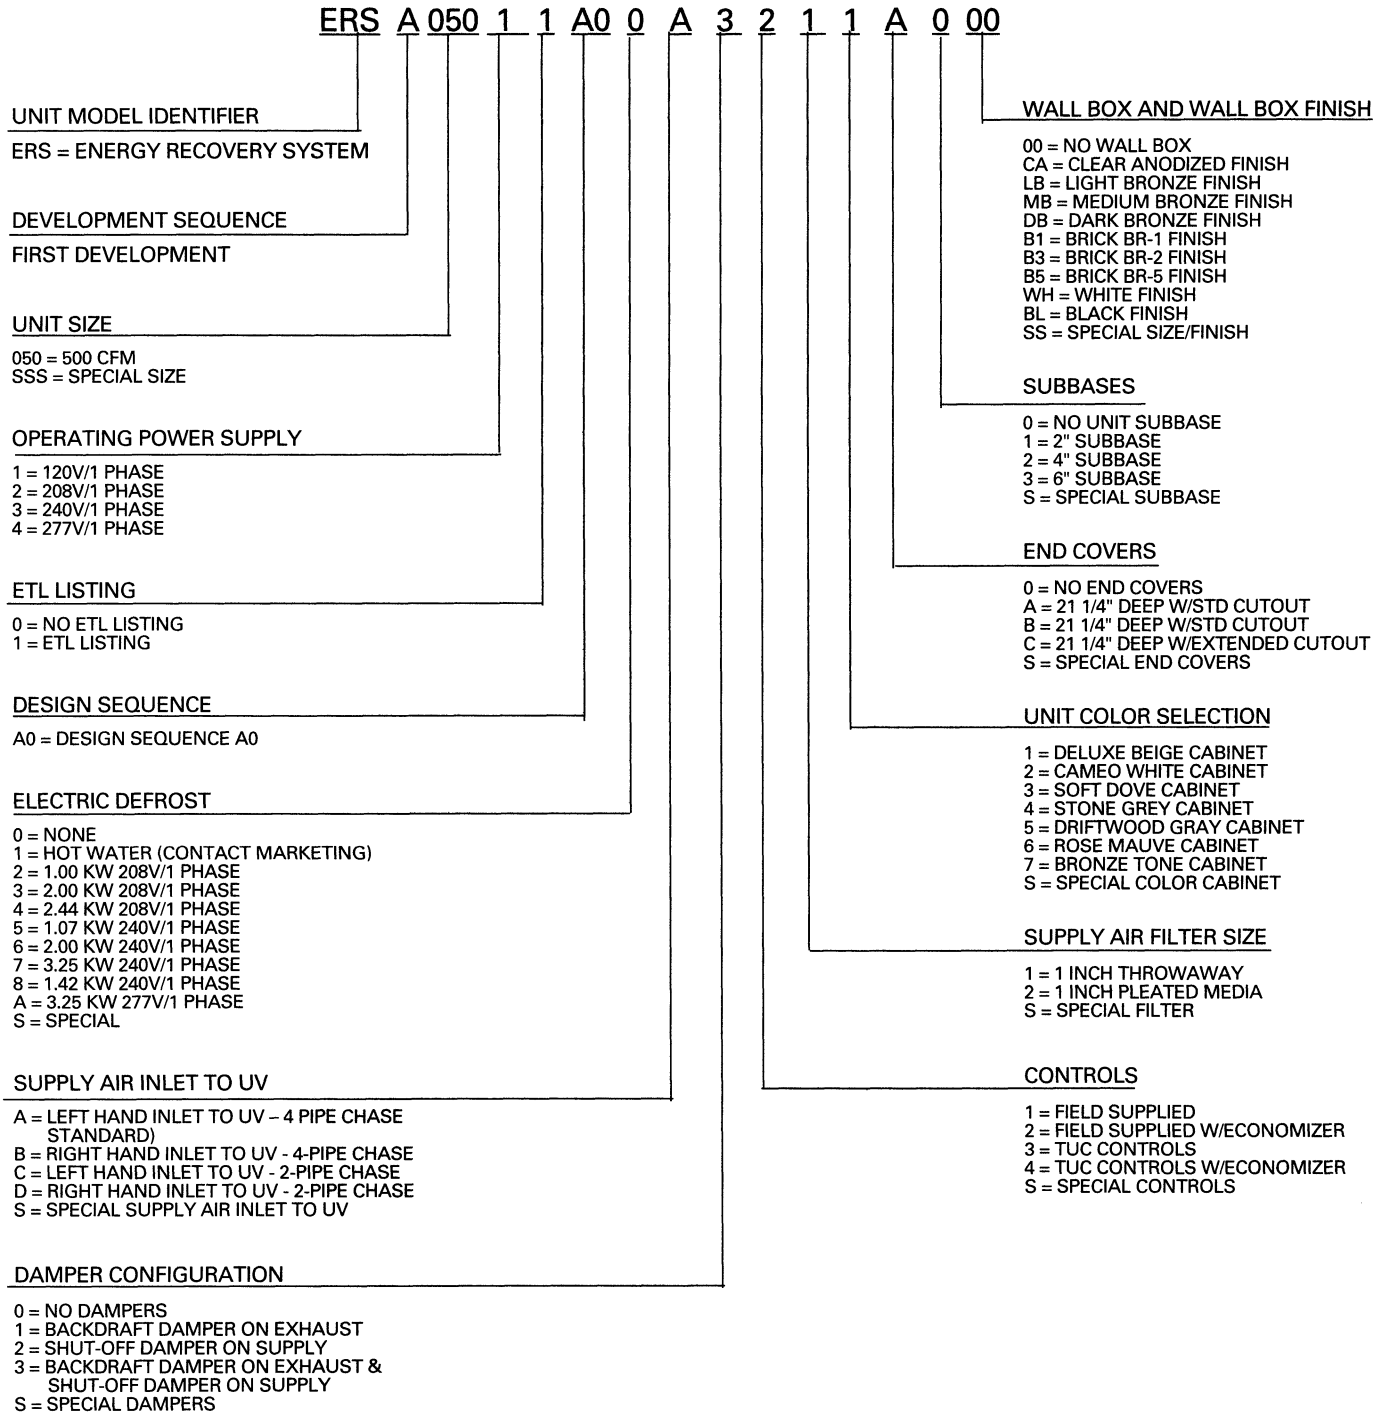 ERS A 050 1 1 A0 0 A 3 2 1 1 A 0 00
UNIT MODEL IDENTIFIER
ERS = ENERGY RECOVERY SYSTEM
DEVELOPMENT SEQUENCE
FIRST DEVELOPMENT
UNIT SIZE
050 = 500 CFM
SSS = SPECIAL SIZE
OPERATING POWER SUPPLY
1 = 120V/1 PHASE
2 = 208V/1 PHASE
3 = 240V/1 PHASE
4 = 277V/1 PHASE
ETL LISTING
0 = NO ETL LISTING
1 = ETL LISTING
DESIGN SEQUENCE
A0 = DESIGN SEQUENCE A0
ELECTRIC DEFROST
0 = NONE
1 = HOT WATER (CONTACT MARKETING)
2 = 1.00 KW 208V/1 PHASE
3 = 2.00 KW 208V/1 PHASE
4 = 2.44 KW 208V/1 PHASE
5 = 1.07 KW 240V/1 PHASE
6 = 2.00 KW 240V/1 PHASE
7 = 3.25 KW 240V/1 PHASE
8 = 1.42 KW 240V/1 PHASE
A = 3.25 KW 277V/1 PHASE
S = SPECIAL
SUPPLY AIR INLET TO UV
A = LEFT HAND INLET TO UV – 4 PIPE CHASE
STANDARD)
B = RIGHT HAND INLET TO UV - 4-PIPE CHASE
C = LEFT HAND INLET TO UV - 2-PIPE CHASE
D = RIGHT HAND INLET TO UV - 2-PIPE CHASE
S = SPECIAL SUPPLY AIR INLET TO UV
DAMPER CONFIGURATION
0 = NO DAMPERS
1 = BACKDRAFT DAMPER ON EXHAUST
2 = SHUT-OFF DAMPER ON SUPPLY
3 = BACKDRAFT DAMPER ON EXHAUST &
SHUT-OFF DAMPER ON SUPPLY
S = SPECIAL DAMPERS
WALL BOX AND WALL BOX FINISH
00 = NO WALL BOX
CA = CLEAR ANODIZED FINISH
LB = LIGHT BRONZE FINISH
MB = MEDIUM BRONZE FINISH
DB = DARK BRONZE FINISH
B1 = BRICK BR-1 FINISH
B3 = BRICK BR-2 FINISH
B5 = BRICK BR-5 FINISH
WH = WHITE FINISH
BL = BLACK FINISH
SS = SPECIAL SIZE/FINISH
SUBBASES
0 = NO UNIT SUBBASE
1 = 2" SUBBASE
2 = 4" SUBBASE
3 = 6" SUBBASE
S = SPECIAL SUBBASE
END COVERS
0 = NO END COVERS
A = 21 1/4" DEEP W/STD CUTOUT
B = 21 1/4" DEEP W/STD CUTOUT
C = 21 1/4" DEEP W/EXTENDED CUTOUT
S = SPECIAL END COVERS
UNIT COLOR SELECTION
1 = DELUXE BEIGE CABINET
2 = CAMEO WHITE CABINET
3 = SOFT DOVE CABINET
4 = STONE GREY CABINET
5 = DRIFTWOOD GRAY CABINET
6 = ROSE MAUVE CABINET
7 = BRONZE TONE CABINET
S = SPECIAL COLOR CABINET
SUPPLY AIR FILTER SIZE
1 = 1 INCH THROWAWAY
2 = 1 INCH PLEATED MEDIA
S = SPECIAL FILTER
CONTROLS
1 = FIELD SUPPLIED
2 = FIELD SUPPLIED W/ECONOMIZER
3 = TUC CONTROLS
4 = TUC CONTROLS W/ECONOMIZER
S = SPECIAL CONTROLS